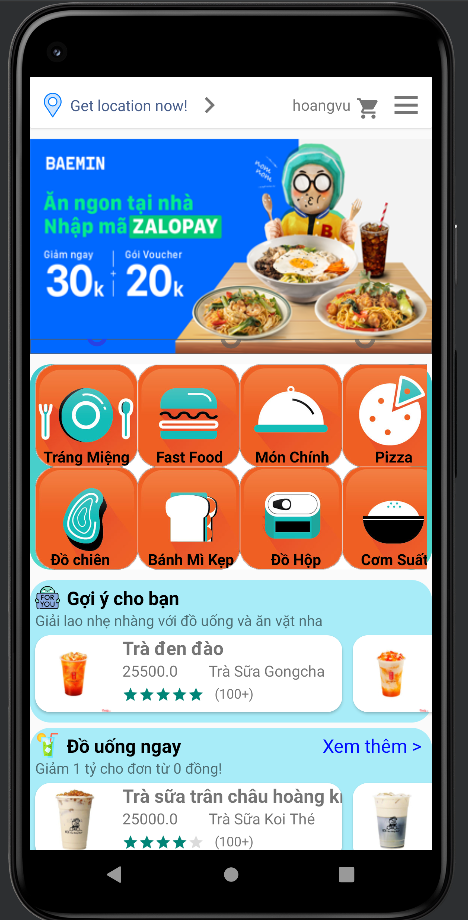 Get location now!
hoangvu
BAEMIN
Ăn ngon tại nhà
Nhập mã ZALOPAY
Giảm ngay
Gói Voucher
30k + 20k
Tráng Miệng
Fast Food
Món Chính
Pizza
Đồ chiên
Bánh Mì Kẹp
Đồ Hộp
Cơm Suất
FOR YOU
Gợi ý cho bạn
Giải lao nhẹ nhàng với đồ uống và ăn vặt nha
Trà đen đào
25500.0 Trà Sữa Gongcha
(100+)
Đồ uống ngay
Xem thêm >
Giảm 1 tỷ cho đơn từ 0 đồng!
Trà sữa trân châu hoàng
25000.0 Trà Sữa Koi Thé
(100+)